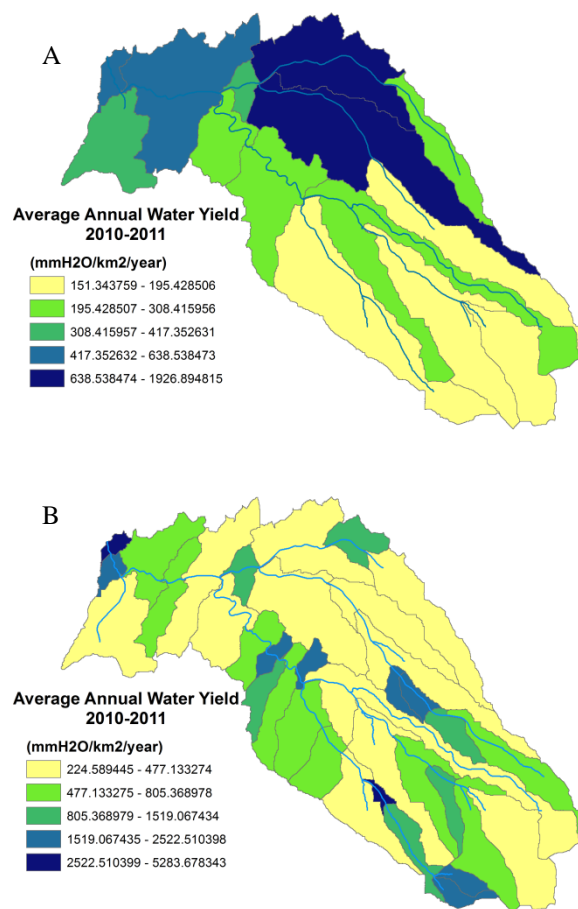 A
Average Annual Water Yield
2010-2011
(mmH2O/km2/year)
151.343759 - 195.428506
195.428507 - 308.415956
308.415957 - 417.352631
417.352632 - 638.538473
638.538474 - 1926.894815
B
Average Annual Water Yield
2010-2011
(mmH2O/km2/year)
224.589445 - 477.133274
477.133275 - 805.368978
805.368979 - 1519.067434
1519.067435 - 2522.510398
2522.510399 - 5283.678343